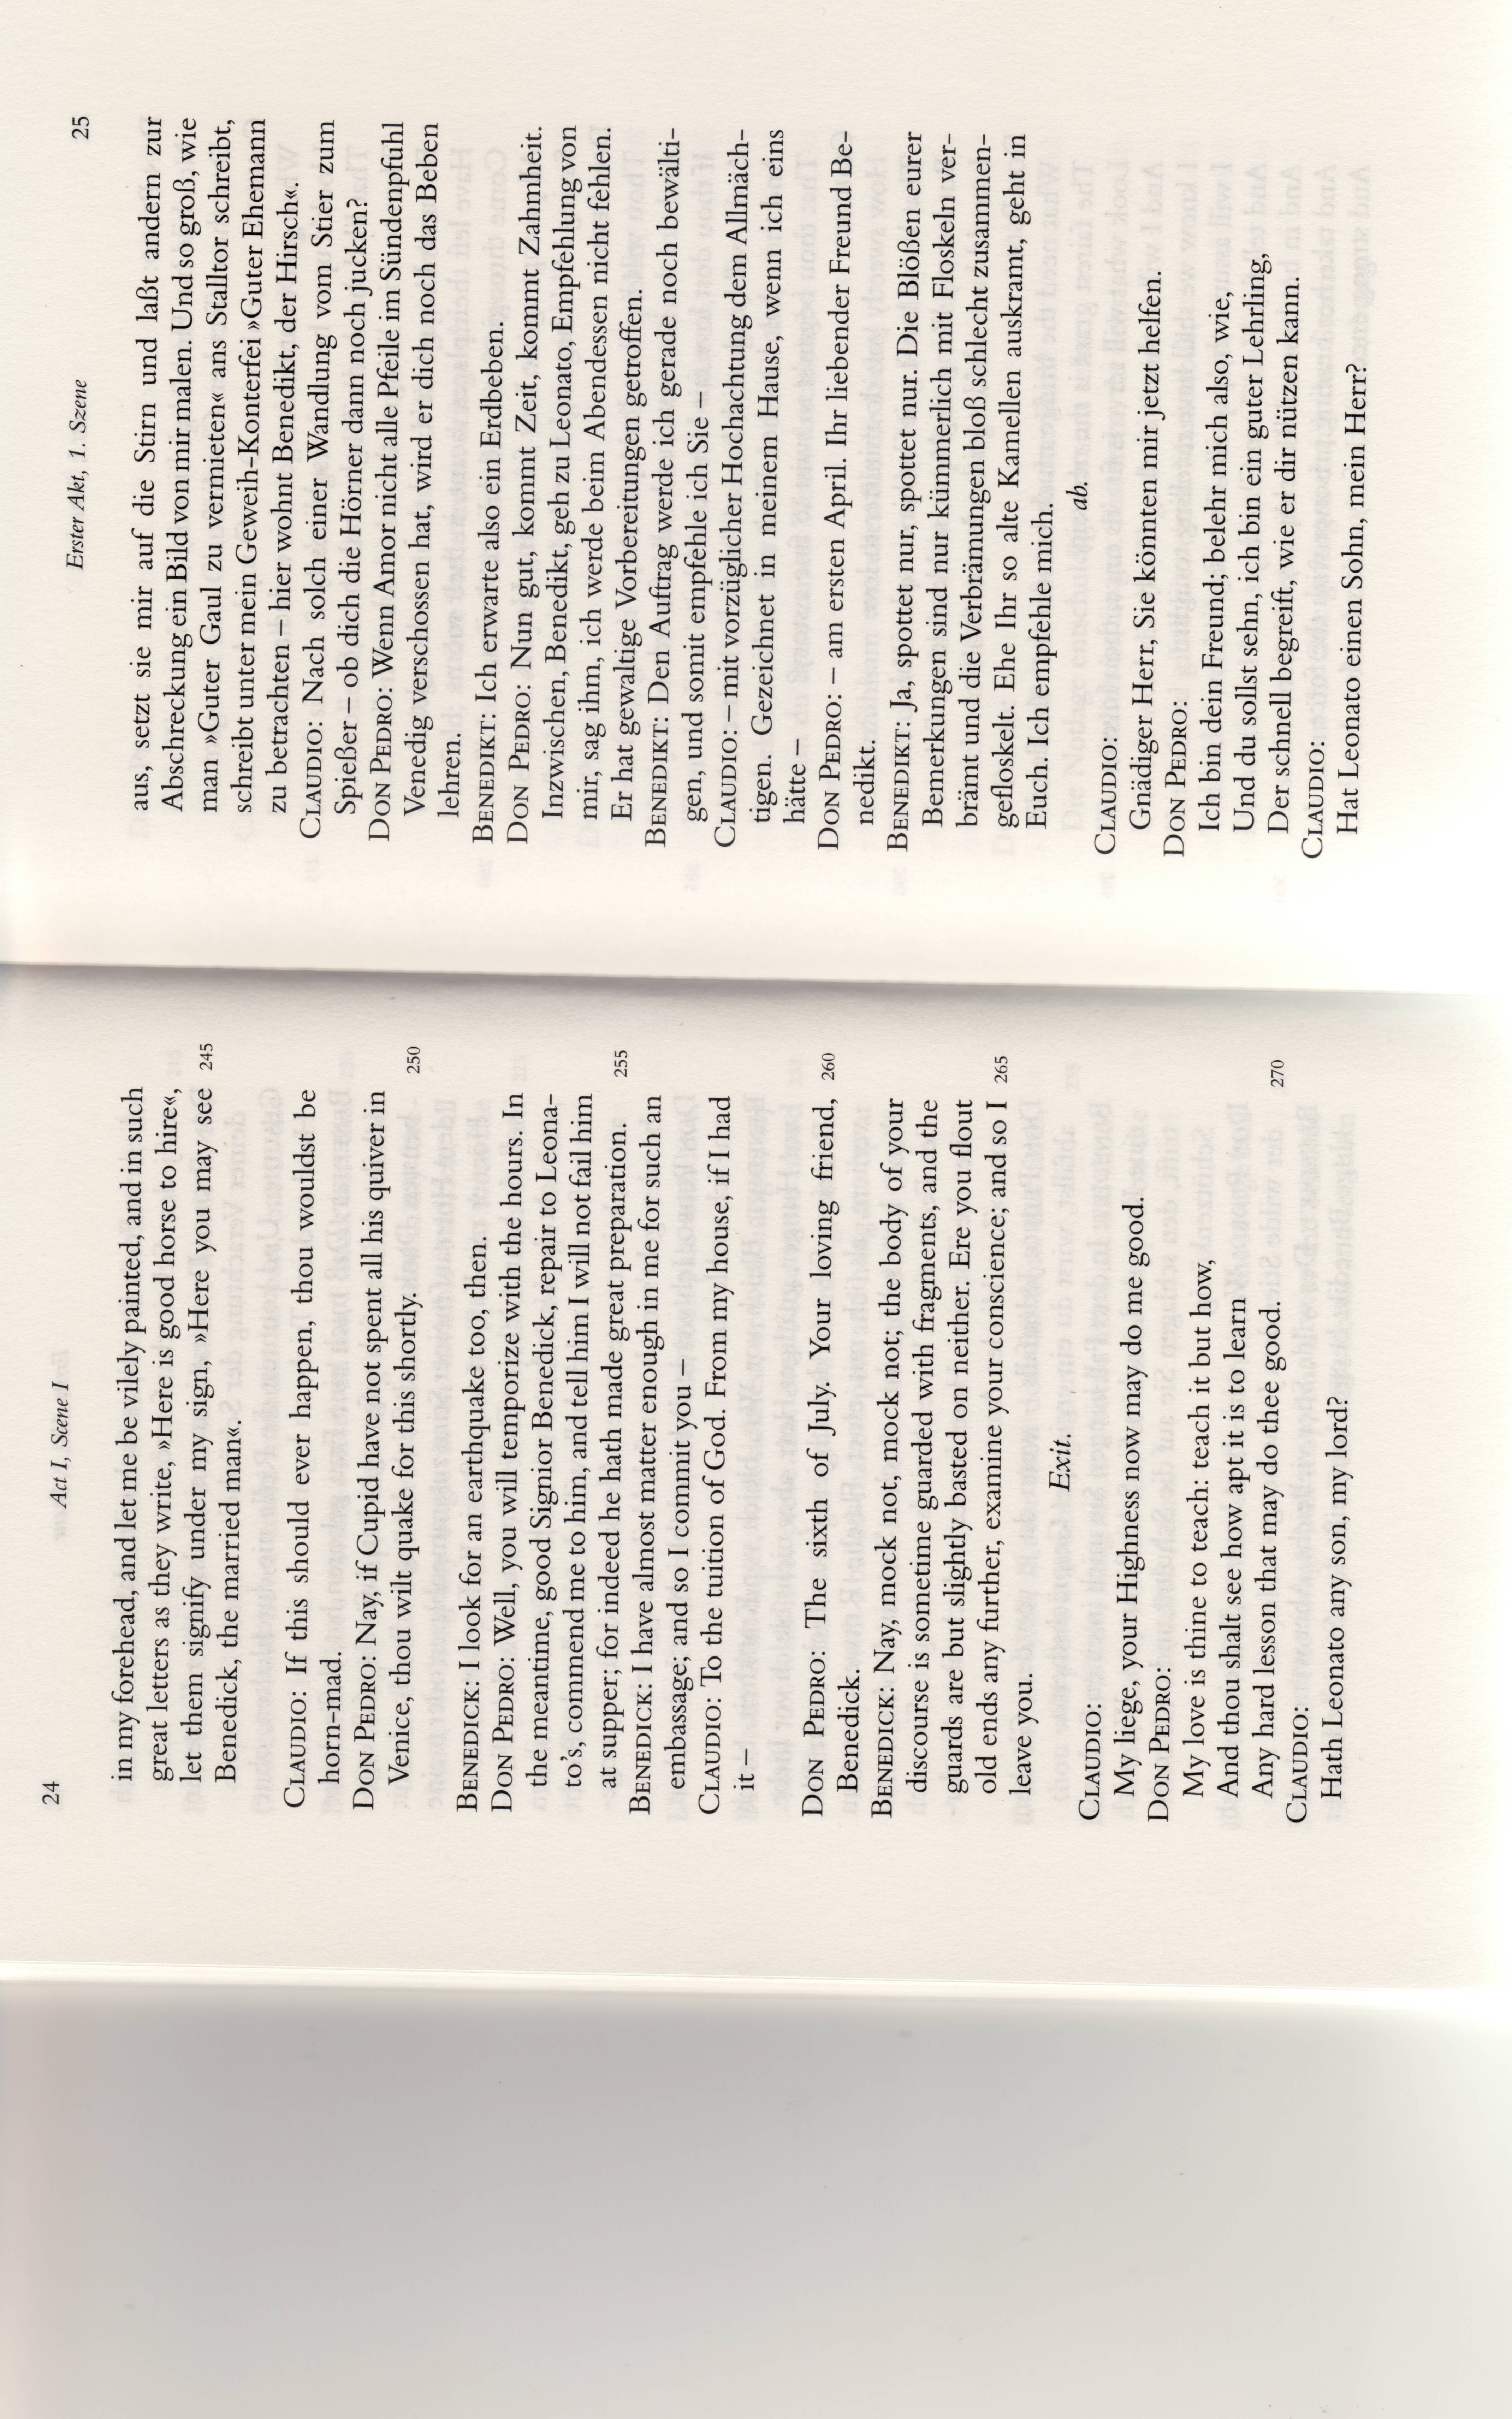 24
Act I, Scene I
in my forehead, and let me be vilely painted, and in such
great letters as they write, »Here is good horse to hire«,
let them signify under my sign, »Here you may see 245
Benedick, the married man«.
CLAUDIO: If this should ever happen, thou wouldst be
horn-mad.
DON PEDRO: Nay, if Cupid have not spent all his quiver in
Venice, thou wilt quake for this shortly. 250
BENEDICK: I look for an earthquake too, then.
DON PEDRO: Well, you will temporize with the hours. In
the meantime, good Signior Benedick, repair to Leona-
to's, commend me to him, and tell him I will not fail him
at supper; for indeed he hath made great preparation. 255
BENEDICK: I have almost matter enough in me for such an
embassage; and so I commit you –
CLAUDIO: To the tuition of God. From my house, if I had
it –
DON PEDRO: The sixth of July. Your loving friend, 260
Benedick.
BENEDICK: Nay, mock not, mock not; the body of your
discourse is sometime guarded with fragments, and the
guards are but slightly basted on neither. Ere you flout
old ends any further, examine your conscience; and so I 265
leave you.
Exit.
CLAUDIO:
My liege, your Highness now may do me good.
DON PEDRO:
My love is thine to teach: teach it but how,
And thou shalt see how apt it is to learn
Any hard lesson that may do thee good. 270
CLAUDIO:
Hath Leonato any son, my lord?
Erster Akt, 1. Szene
25
aus, setzt sie mir auf die Stirn und laßt andern zur
Abschreckung ein Bild von mir malen. Und so groß, wie
man »Guter Gaul zu vermieten« ans Stalltor schreibt,
schreibt unter mein Geweih-Konterfei »Guter Ehemann
zu betrachten – hier wohnt Benedikt, der Hirsch«.
CLAUDIO: Nach solch einer Wandlung vom Stier zum
Spießer – ob dich die Hörner dann noch jucken?
DON PEDRO: Wenn Amor nicht alle Pfeile im Sündenpfuhl
Venedig verschossen hat, wird er dich noch das Beben
lehren.
BENEDIKT: Ich erwarte also ein Erdbeben.
DON PEDRO: Nun gut, kommt Zeit, kommt Zahmheit.
Inzwischen, Benedikt, geh zu Leonato, Empfehlung von
mir, sag ihm, ich werde beim Abendessen nicht fehlen.
Er hat gewaltige Vorbereitungen getroffen.
BENEDIKT: Den Auftrag werde ich gerade noch bewälti-
gen, und somit empfehle ich Sie –
CLAUDIO: – mit vorzüglicher Hochachtung dem Allmäch-
tigen. Gezeichnet in meinem Hause, wenn ich eins
hätte –
DON PEDRO: – am ersten April. Ihr liebender Freund Be-
nedikt.
BENEDIKT: Ja, spottet nur, spottet nur. Die Blößen eurer
Bemerkungen sind nur kümmerlich mit Floskeln ver-
brämt und die Verbrämungen bloß schlecht zusammen-
gefloskelt. Ehe Ihr so alte Kamellen auskramt, geht in
Euch. Ich empfehle mich.
ab.
CLAUDIO:
Gnädiger Herr, Sie könnten mir jetzt helfen.
DON PEDRO:
Ich bin dein Freund; belehr mich also, wie,
Und du sollst sehn, ich bin ein guter Lehrling,
Der schnell begreift, wie er dir nützen kann.
CLAUDIO:
Hat Leonato einen Sohn, mein Herr?